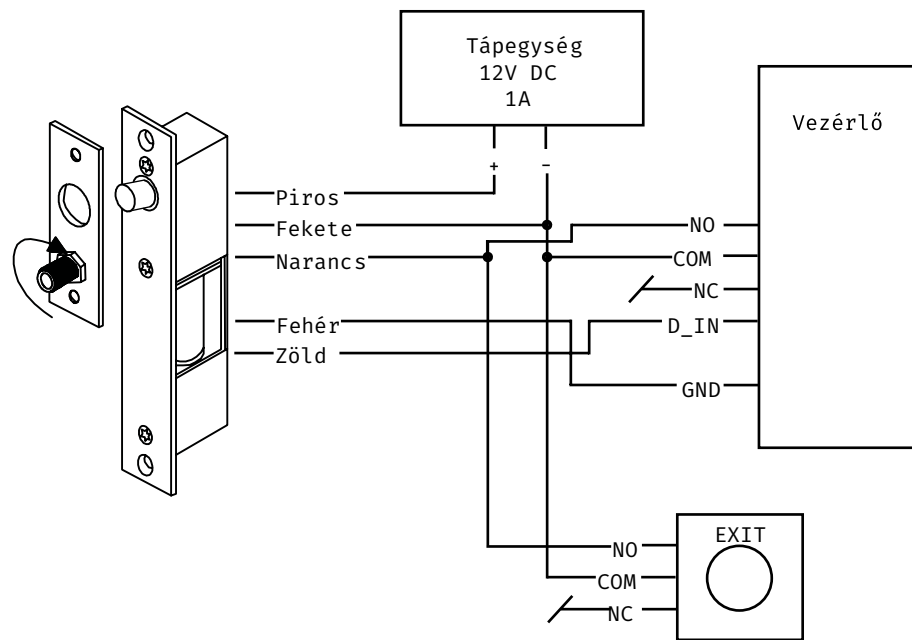 Tápegység
12V DC
1A
Vezérlő
+
-
Piros
Fekete
Narancs
Fehér
Zöld
NO
COM
NC
D_IN
GND
EXIT
NO
COM
NC